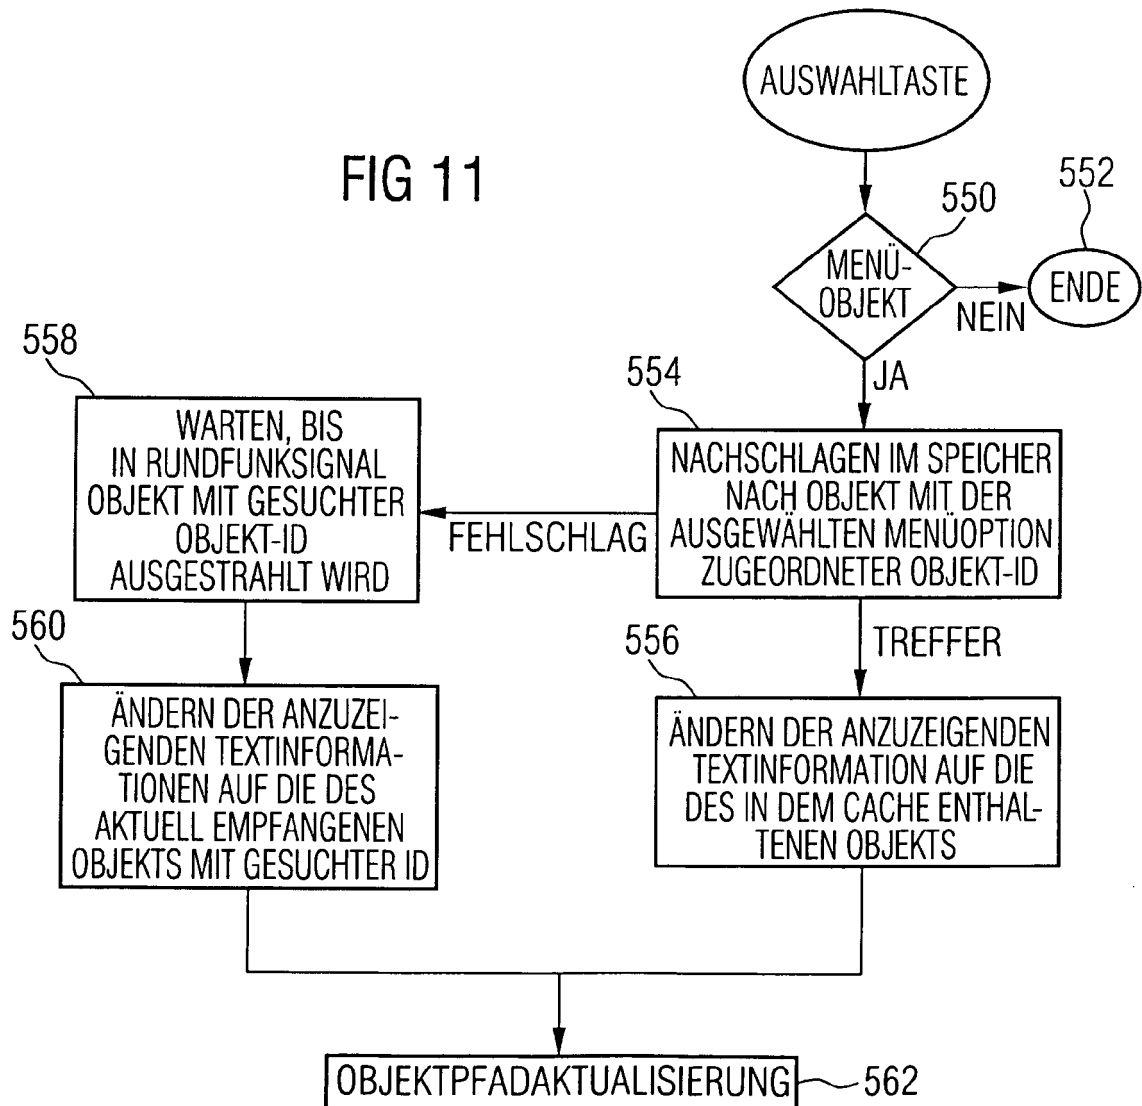 AUSWAHLTASTE
FIG 11
550
552
MENÜ-
OBJEKT
NEIN
ENDE
JA
554
NACHSCHLAGEN IM SPEICHER
NACH OBJEKT MIT DER
AUSGEWÄHLTEN MENÜOPTION
ZUGEORDNETER OBJEKT-ID
FEHLSCHLAG
558
WARTEN, BIS
IN RUNDFUNKSIGNAL
OBJEKT MIT GESUCHTER
OBJEKT-ID
AUSGESTRAHLT WIRD
TREFFER
560
ÄNDERN DER ANZUZEI-
GENDEN TEXTINFORMA-
TIONEN AUF DIE DES
AKTUELL EMPFANGENEN
OBJEKTS MIT GESUCHTER ID
556
ÄNDERN DER ANZUZEIGENDEN
TEXTINFORMATION AUF DIE
DES IN DEM CACHE ENTHAL-
TENEN OBJEKTS
OBJEKTPFADAKTUALISIERUNG
562